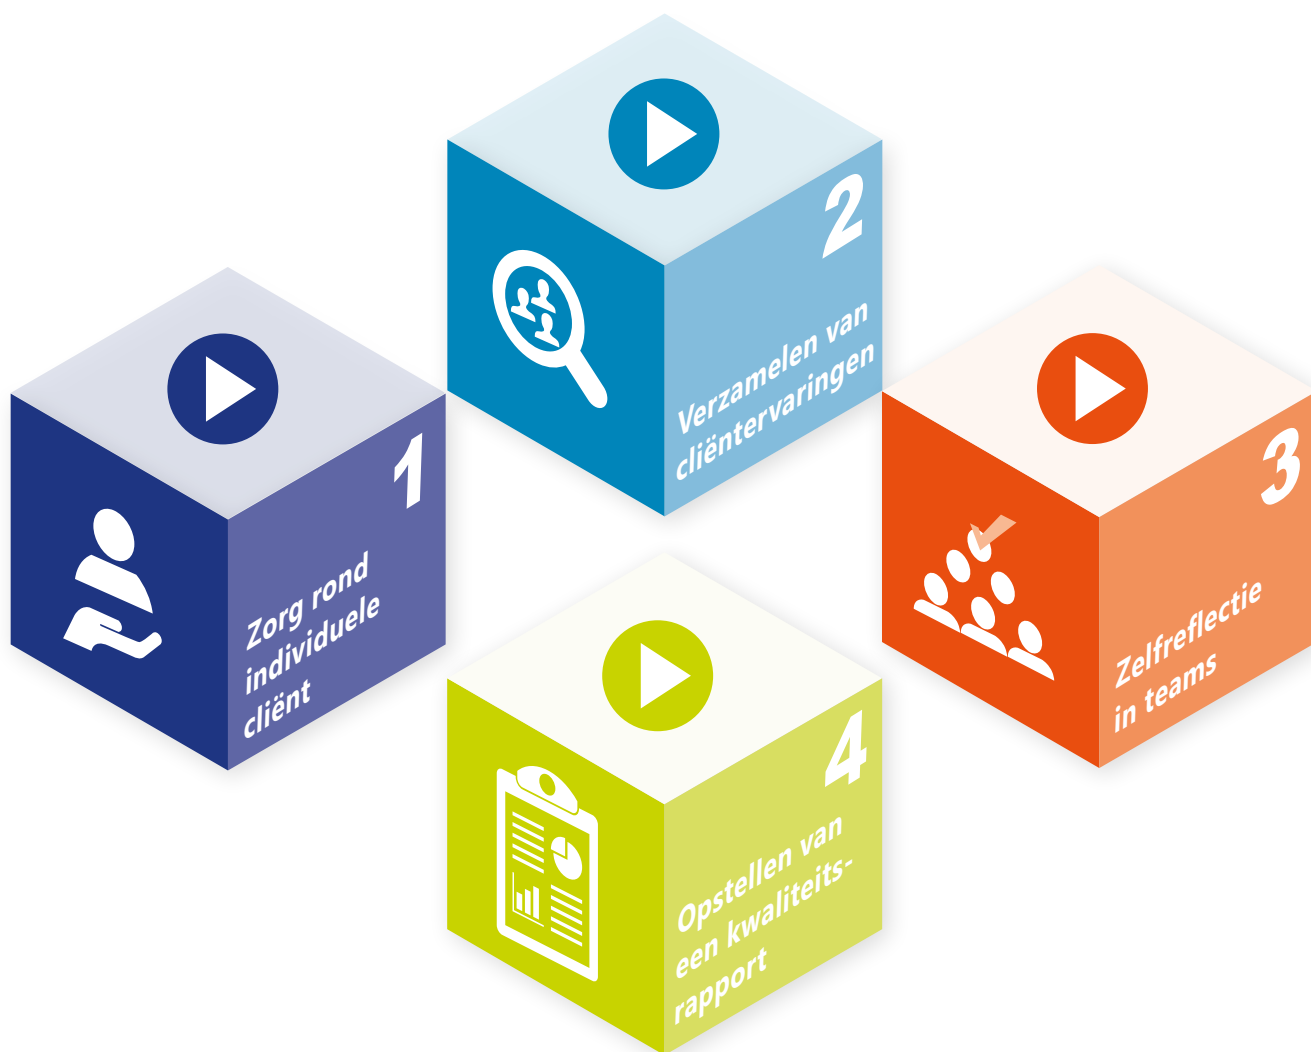 1
Zorg rond
individuele
cliënt
2
Verzamelen van
cliëntervaringen
3
Zelfreflectie
in teams
4
Opstellen van
een kwaliteits-
rapport